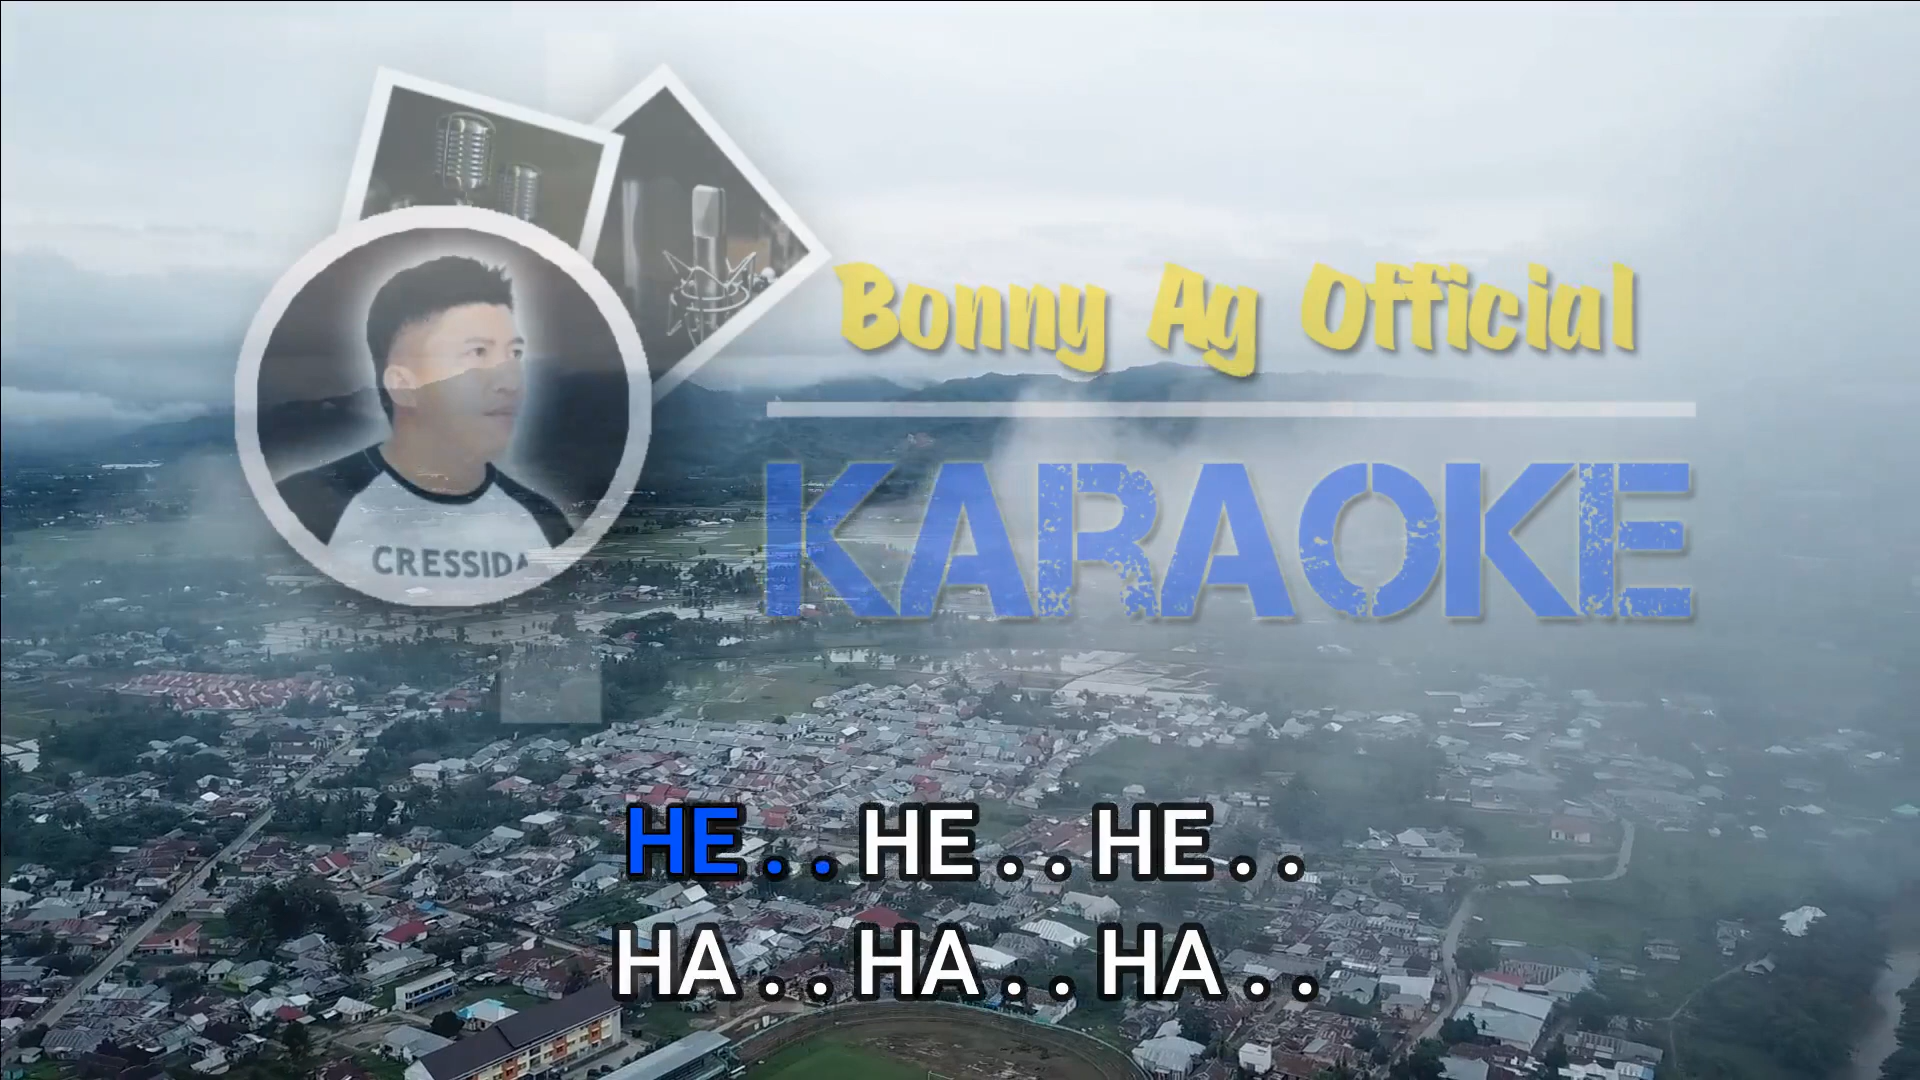 Bonny Ag Official
KARAOKE
CRESSIDA
HE . . HE . . HE . .
HA . . HA . . HA . .